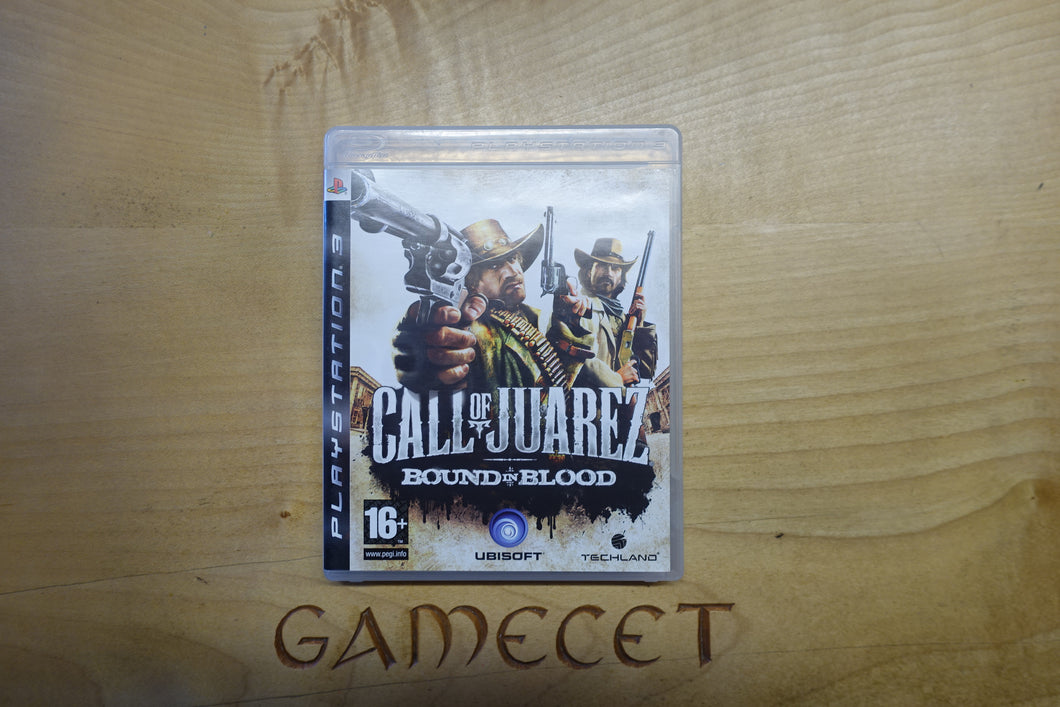 PLAYSTATION 3
PLAYSTATION 3
CALL OF JUAREZ
BOUND IN BLOOD
16+
www.pegi.info
UBISOFT
TECHLAND
GAMECET